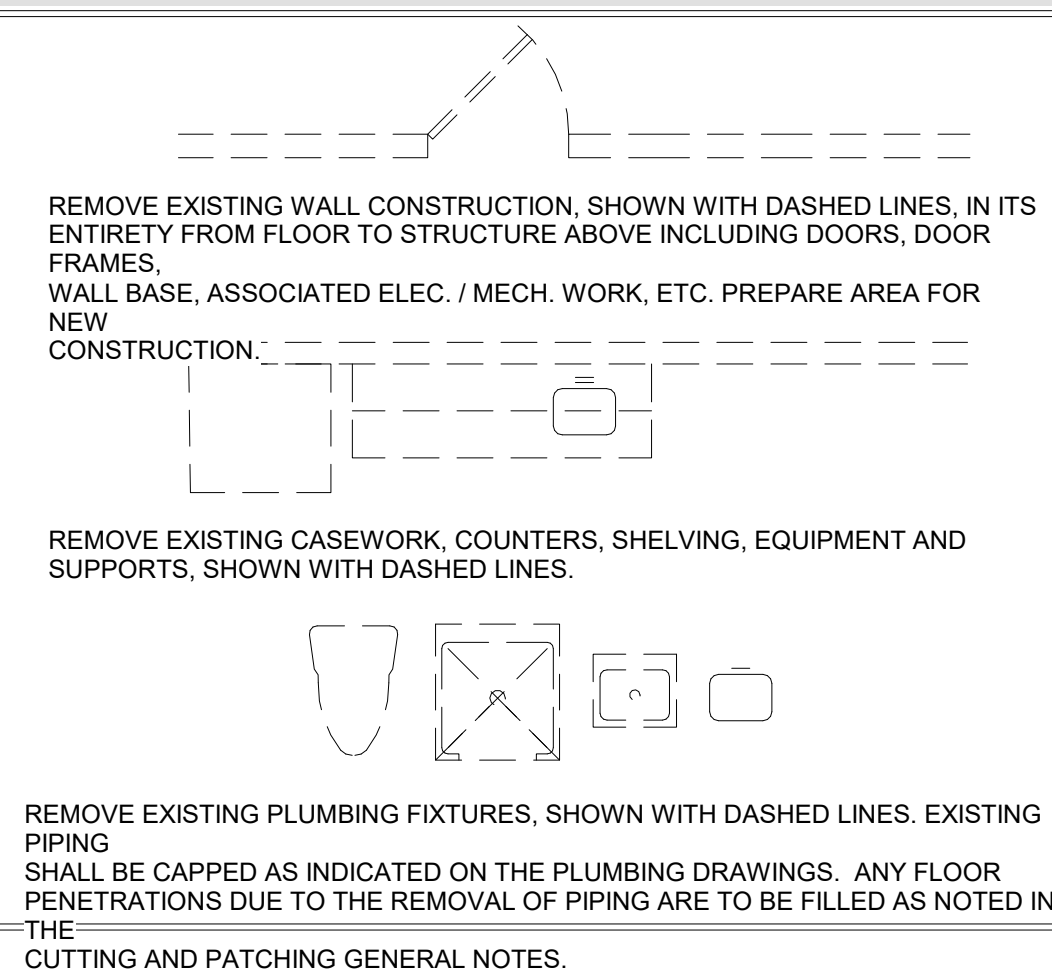 REMOVE EXISTING WALL CONSTRUCTION, SHOWN WITH DASHED LINES, IN ITS
ENTIRETY FROM FLOOR TO STRUCTURE ABOVE INCLUDING DOORS, DOOR
FRAMES,
WALL BASE, ASSOCIATED ELEC. / MECH. WORK, ETC. PREPARE AREA FOR
NEW
CONSTRUCTION.
REMOVE EXISTING CASEWORK, COUNTERS, SHELVING, EQUIPMENT AND
SUPPORTS, SHOWN WITH DASHED LINES.
REMOVE EXISTING PLUMBING FIXTURES, SHOWN WITH DASHED LINES. EXISTING
PIPING
SHALL BE CAPPED AS INDICATED ON THE PLUMBING DRAWINGS.  ANY FLOOR
PENETRATIONS DUE TO THE REMOVAL OF PIPING ARE TO BE FILLED AS NOTED IN
THE
CUTTING AND PATCHING GENERAL NOTES.